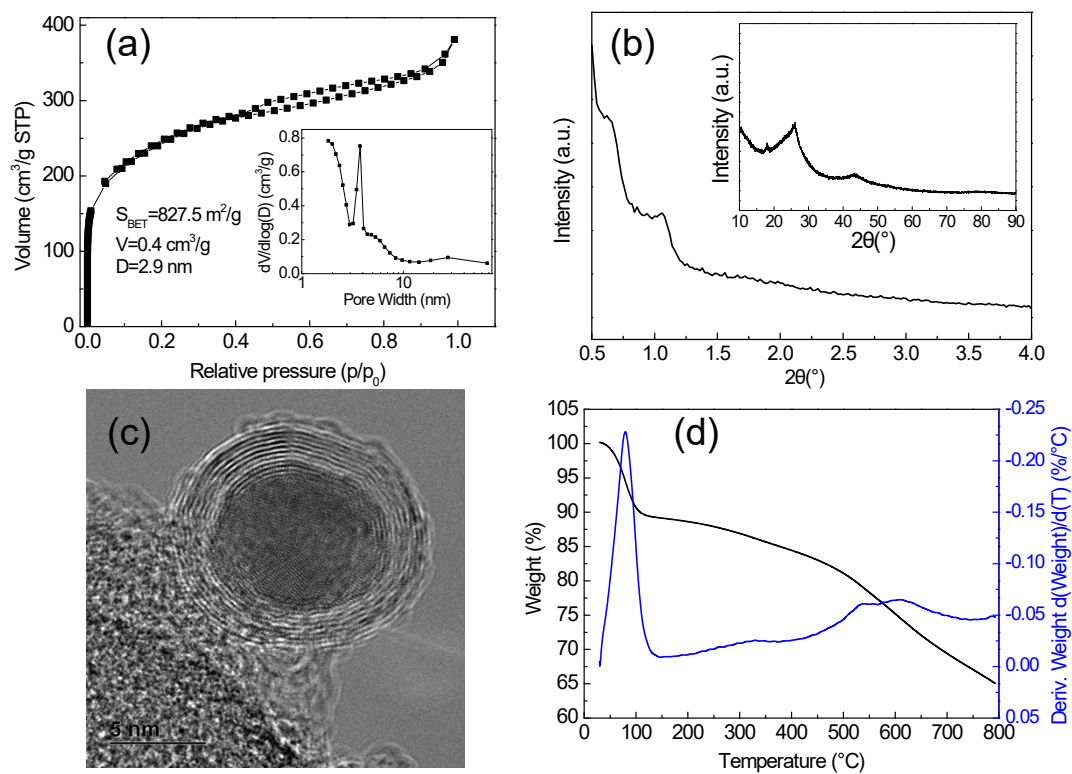 (a)
Volume (cm³/g STP)
400
300
200
100
0
0.0 0.2 0.4 0.6 0.8 1.0
Relative pressure (p/p₀)
S_BET=827.5 m²/g
V=0.4 cm³/g
D=2.9 nm
dV/dlog(D) (cm³/g)
0.8
0.6
0.4
0.2
0.0
10
Pore Width (nm)
(b)
Intensity (a.u.)
0.5 1.0 1.5 2.0 2.5 3.0 3.5 4.0
2θ(°)
Intensity (a.u.)
10 20 30 40 50 60 70 80 90
2θ(°)
(c)
5 nm
(d)
Weight (%)
105
100
95
90
85
80
75
70
65
60
0 100 200 300 400 500 600 700 800
Temperature (°C)
-0.25
-0.20
-0.15
-0.10
-0.05
0.00
0.05
Deriv. Weight d(Weight)/d(T) (%/°C)